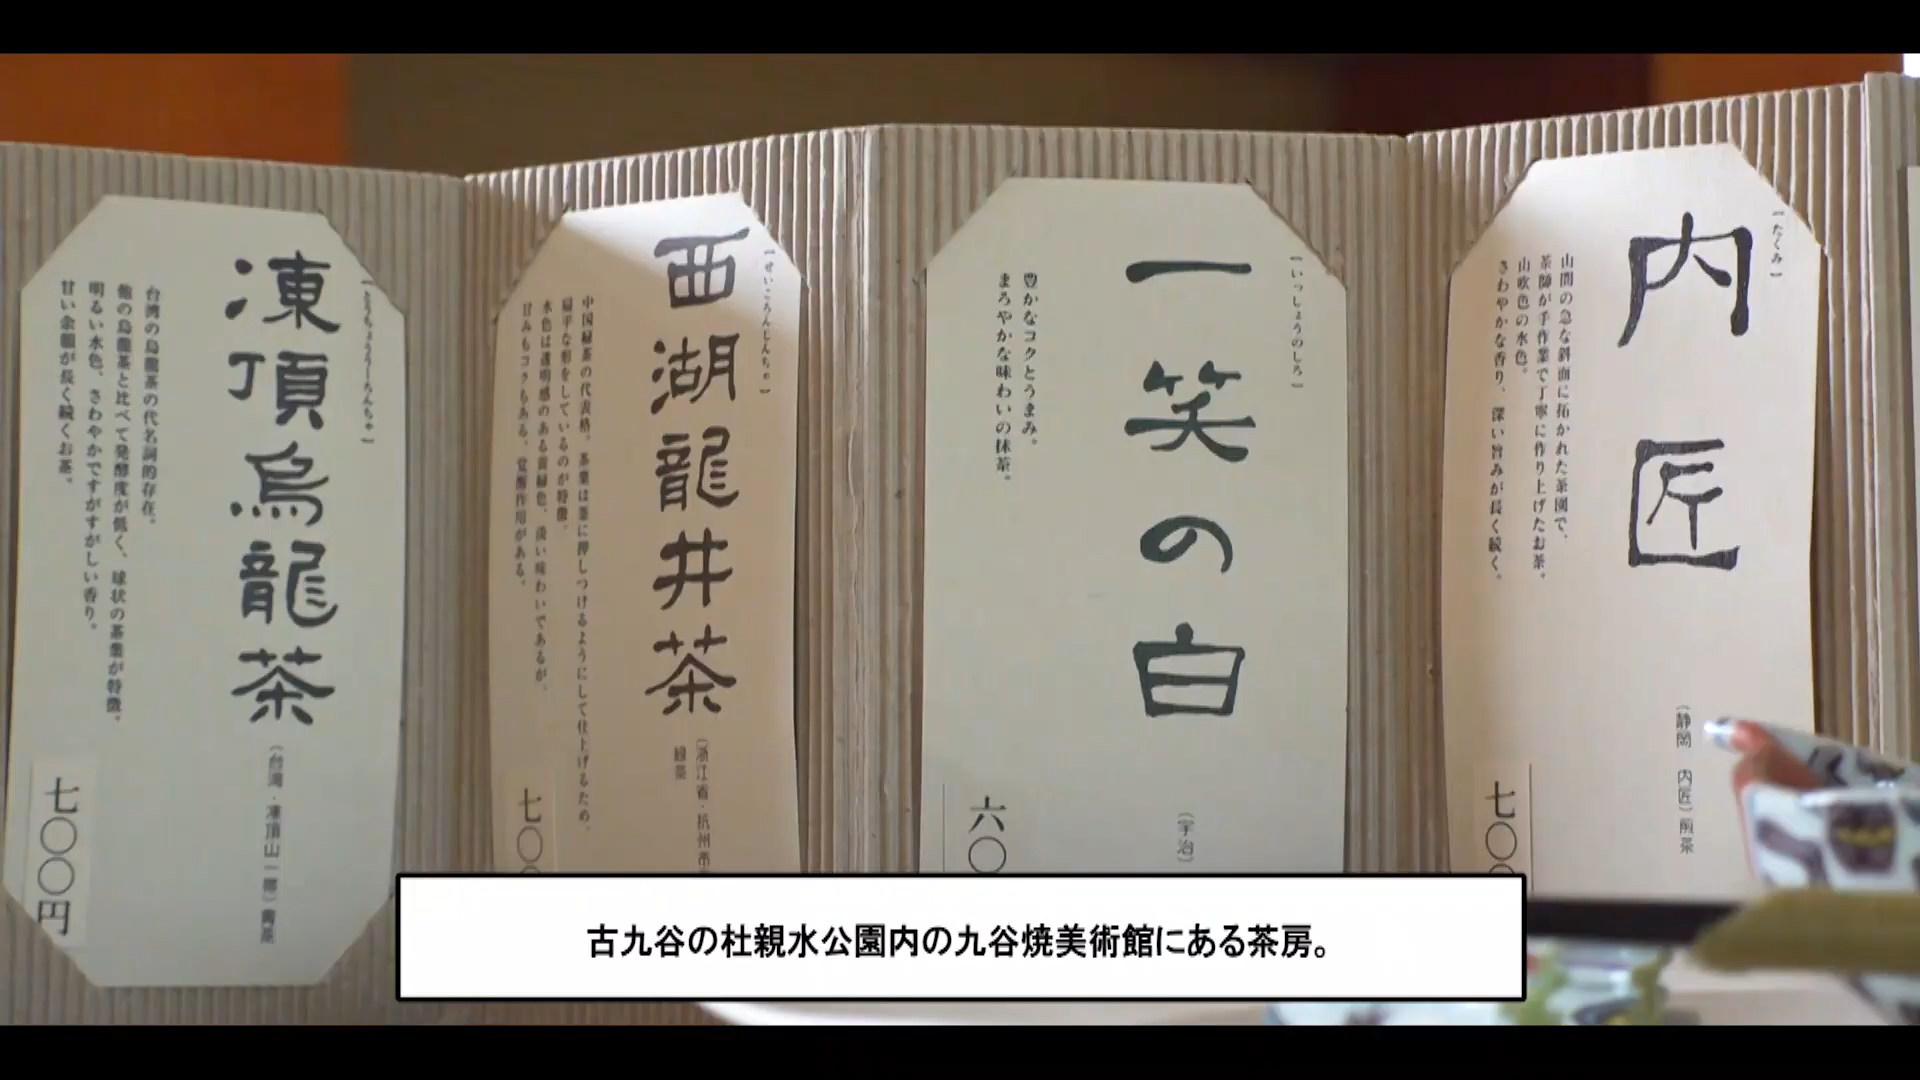 内匠
【たくみ】
山間の急な斜面に拓かれた茶園で、
茶師が手作業で丁寧に作り上げたお茶。
山吹色の水色。
さわやかな香り、深い旨みが長く続く。
(静岡 内匠)煎茶
七〇
一笑の白
【いっしょうのしろ】
豊かなコクとうまみ。
まろやかな味わいの抹茶。
(宇治)
六〇
西湖龍井茶
【せいころんじんちゃ】
中国緑茶の代表格。茶葉は釜に押しつけるようにして仕上げるため、
扁平な形をしているのが特徴。
水色は透明感のある黄緑色。淡い味わいであるが、
甘みもコクもある。覚醒作用がある。
(浙江省・杭州市
緑茶
七〇
凍頂烏龍茶
【とうちょううーろんちゃ】
台湾の烏龍茶の代名詞的存在。
他の烏龍茶と比べて発酵度が低く、球状の茶葉が特徴。
明るい水色、さわやかですがすがしい香り。
甘い余韻が長く続くお茶。
(台湾・凍頂山一帯)青茶
七〇〇円
古九谷の杜親水公園内の九谷焼美術館にある茶房。